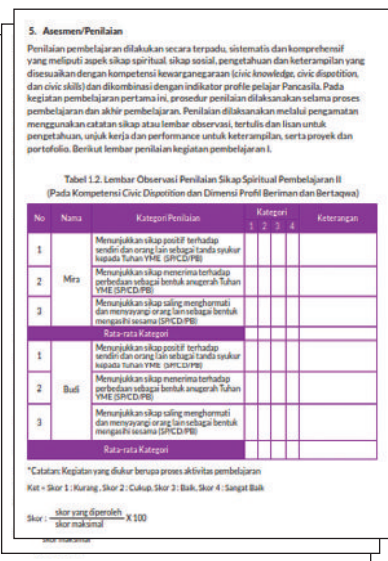 5. Asesmen/Penilaian
Penilaian pembelajaran dilakukan secara terpadu, sistematis dan komprehensif
yang meliputi aspek sikap spiritual, sikap sosial, pengetahuan dan keterampilan yang
disesuaikan dengan kompetensi kewarganegaraan (civic knowledge, civic dispotition,
dan civic skills) dan dikombinasi dengan indikator profile pelajar Pancasila. Pada
kegiatan pembelajaran pertama ini, prosedur penilaian dilaksanakan selama proses
pembelajaran dan akhir pembelajaran. Penilaian dilaksanakan melalui pengamatan
menggunakan catatan sikap atau lembar observasi, tertulis dan lisan untuk
pengetahuan, unjuk kerja dan performance untuk keterampilan, serta proyek dan
portofolio. Berikut lembar penilaian kegiatan pembelajaran I.
Tabel 1.2. Lembar Observasi Penilaian Sikap Spiritual Pembelajaran II
(Pada Kompetensi Civic Dispotition dan Dimensi Profil Beriman dan Bertaqwa)
No Nama Kategori Penilaian Kategori Keterangan
1 2 3 4
1 Menunjukkan sikap positif terhadap
sendiri dan orang lain sebagai tanda syukur
kepada Tuhan YME (SP/CD/PB)
2 Mira Menunjukkan sikap menerima terhadap
perbedaan sebagai bentuk anugerah Tuhan
YME (SP/CD/PB)
3 Menunjukkan sikap saling menghormati
dan menyayangi orang lain sebagai bentuk
mengasihi sesama (SP/CD/PB)
Rata-rata Kategori
1 Menunjukkan sikap positif terhadap
sendiri dan orang lain sebagai tanda syukur
kepada Tuhan YME (SP/CD/PB)
2 Budi Menunjukkan sikap menerima terhadap
perbedaan sebagai bentuk anugerah Tuhan
YME (SP/CD/PB)
3 Menunjukkan sikap saling menghormati
dan menyayangi orang lain sebagai bentuk
mengasihi sesama (SP/CD/PB)
Rata-rata Kategori
*Catatan: Kegiatan yang diukur berupa proses aktivitas pembelajaran
Ket = Skor 1 : Kurang , Skor 2 : Cukup, Skor 3 : Baik, Skor 4 : Sangat Baik
Skor : skor yang diperoleh X 100
skor maksimal
skor maksimal